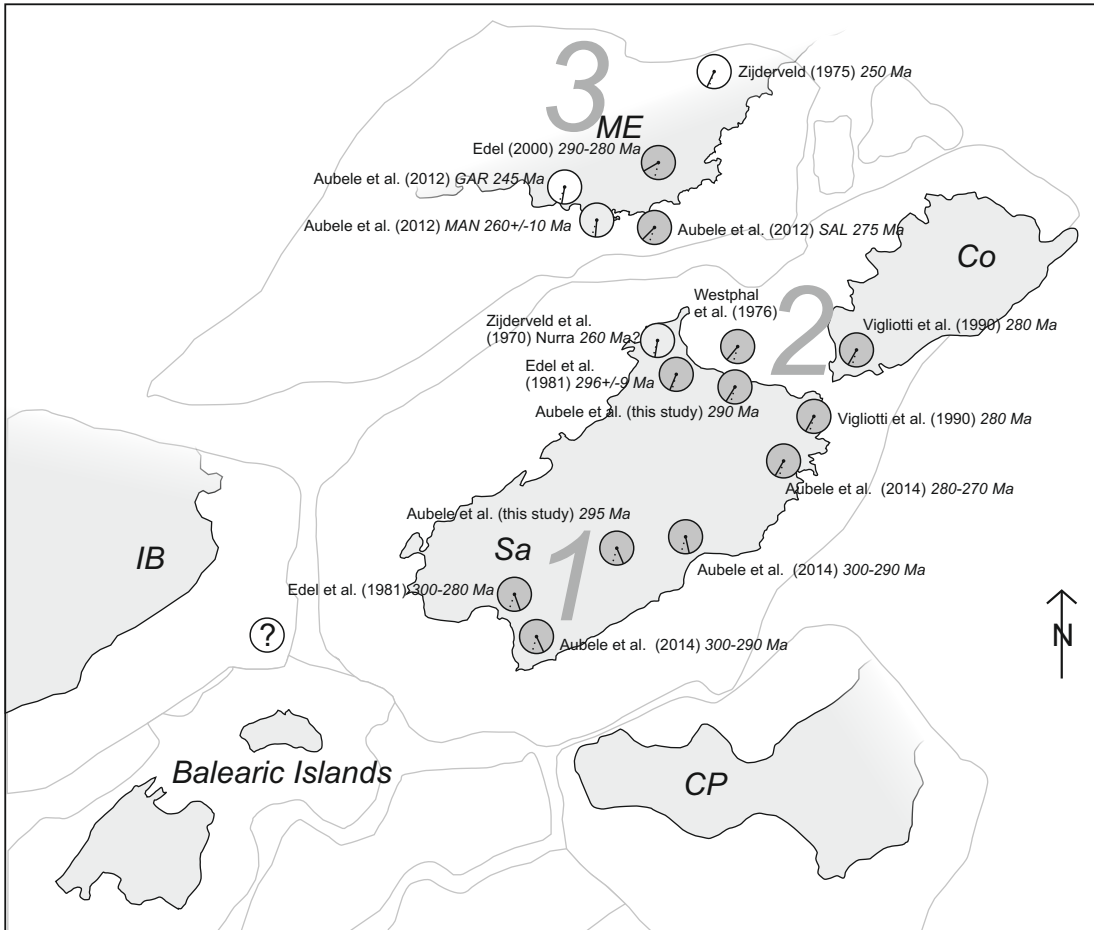 3
Zijderveld (1975) 250 Ma
ME
Edel (2000) 290-280 Ma
Aubele et al. (2012) GAR 245 Ma
Aubele et al. (2012) MAN 260+/-10 Ma
Aubele et al. (2012) SAL 275 Ma
Co
2
Westphal
et al. (1976)
Zijderveld et al.
(1970) Nurra 260 Ma?
Vigliotti et al. (1990) 280 Ma
Edel et al.
(1981) 296+/-9 Ma
Aubele et al. (this study) 290 Ma
Vigliotti et al. (1990) 280 Ma
Aubele et al. (2014) 280-270 Ma
Aubele et al. (this study) 295 Ma
IB
Sa
1
Aubele et al. (2014) 300-290 Ma
Edel et al. (1981) 300-280 Ma
?
Aubele et al. (2014) 300-290 Ma
N
Balearic Islands
CP